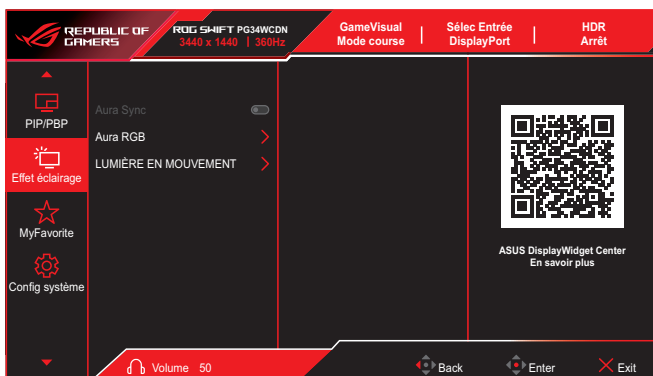 REPUBLIC OF
GAMERS
ROG SWIFT PG34WCDN
3440 x 1440 | 360Hz
GameVisual
Mode course
Sélec Entrée
DisplayPort
HDR
Arrêt
PIP/PBP
Effet éclairage
MyFavorite
Config système
Aura Sync
Aura RGB
LUMIÈRE EN MOUVEMENT
ASUS DisplayWidget Center
En savoir plus
Volume 50
Back
Enter
Exit